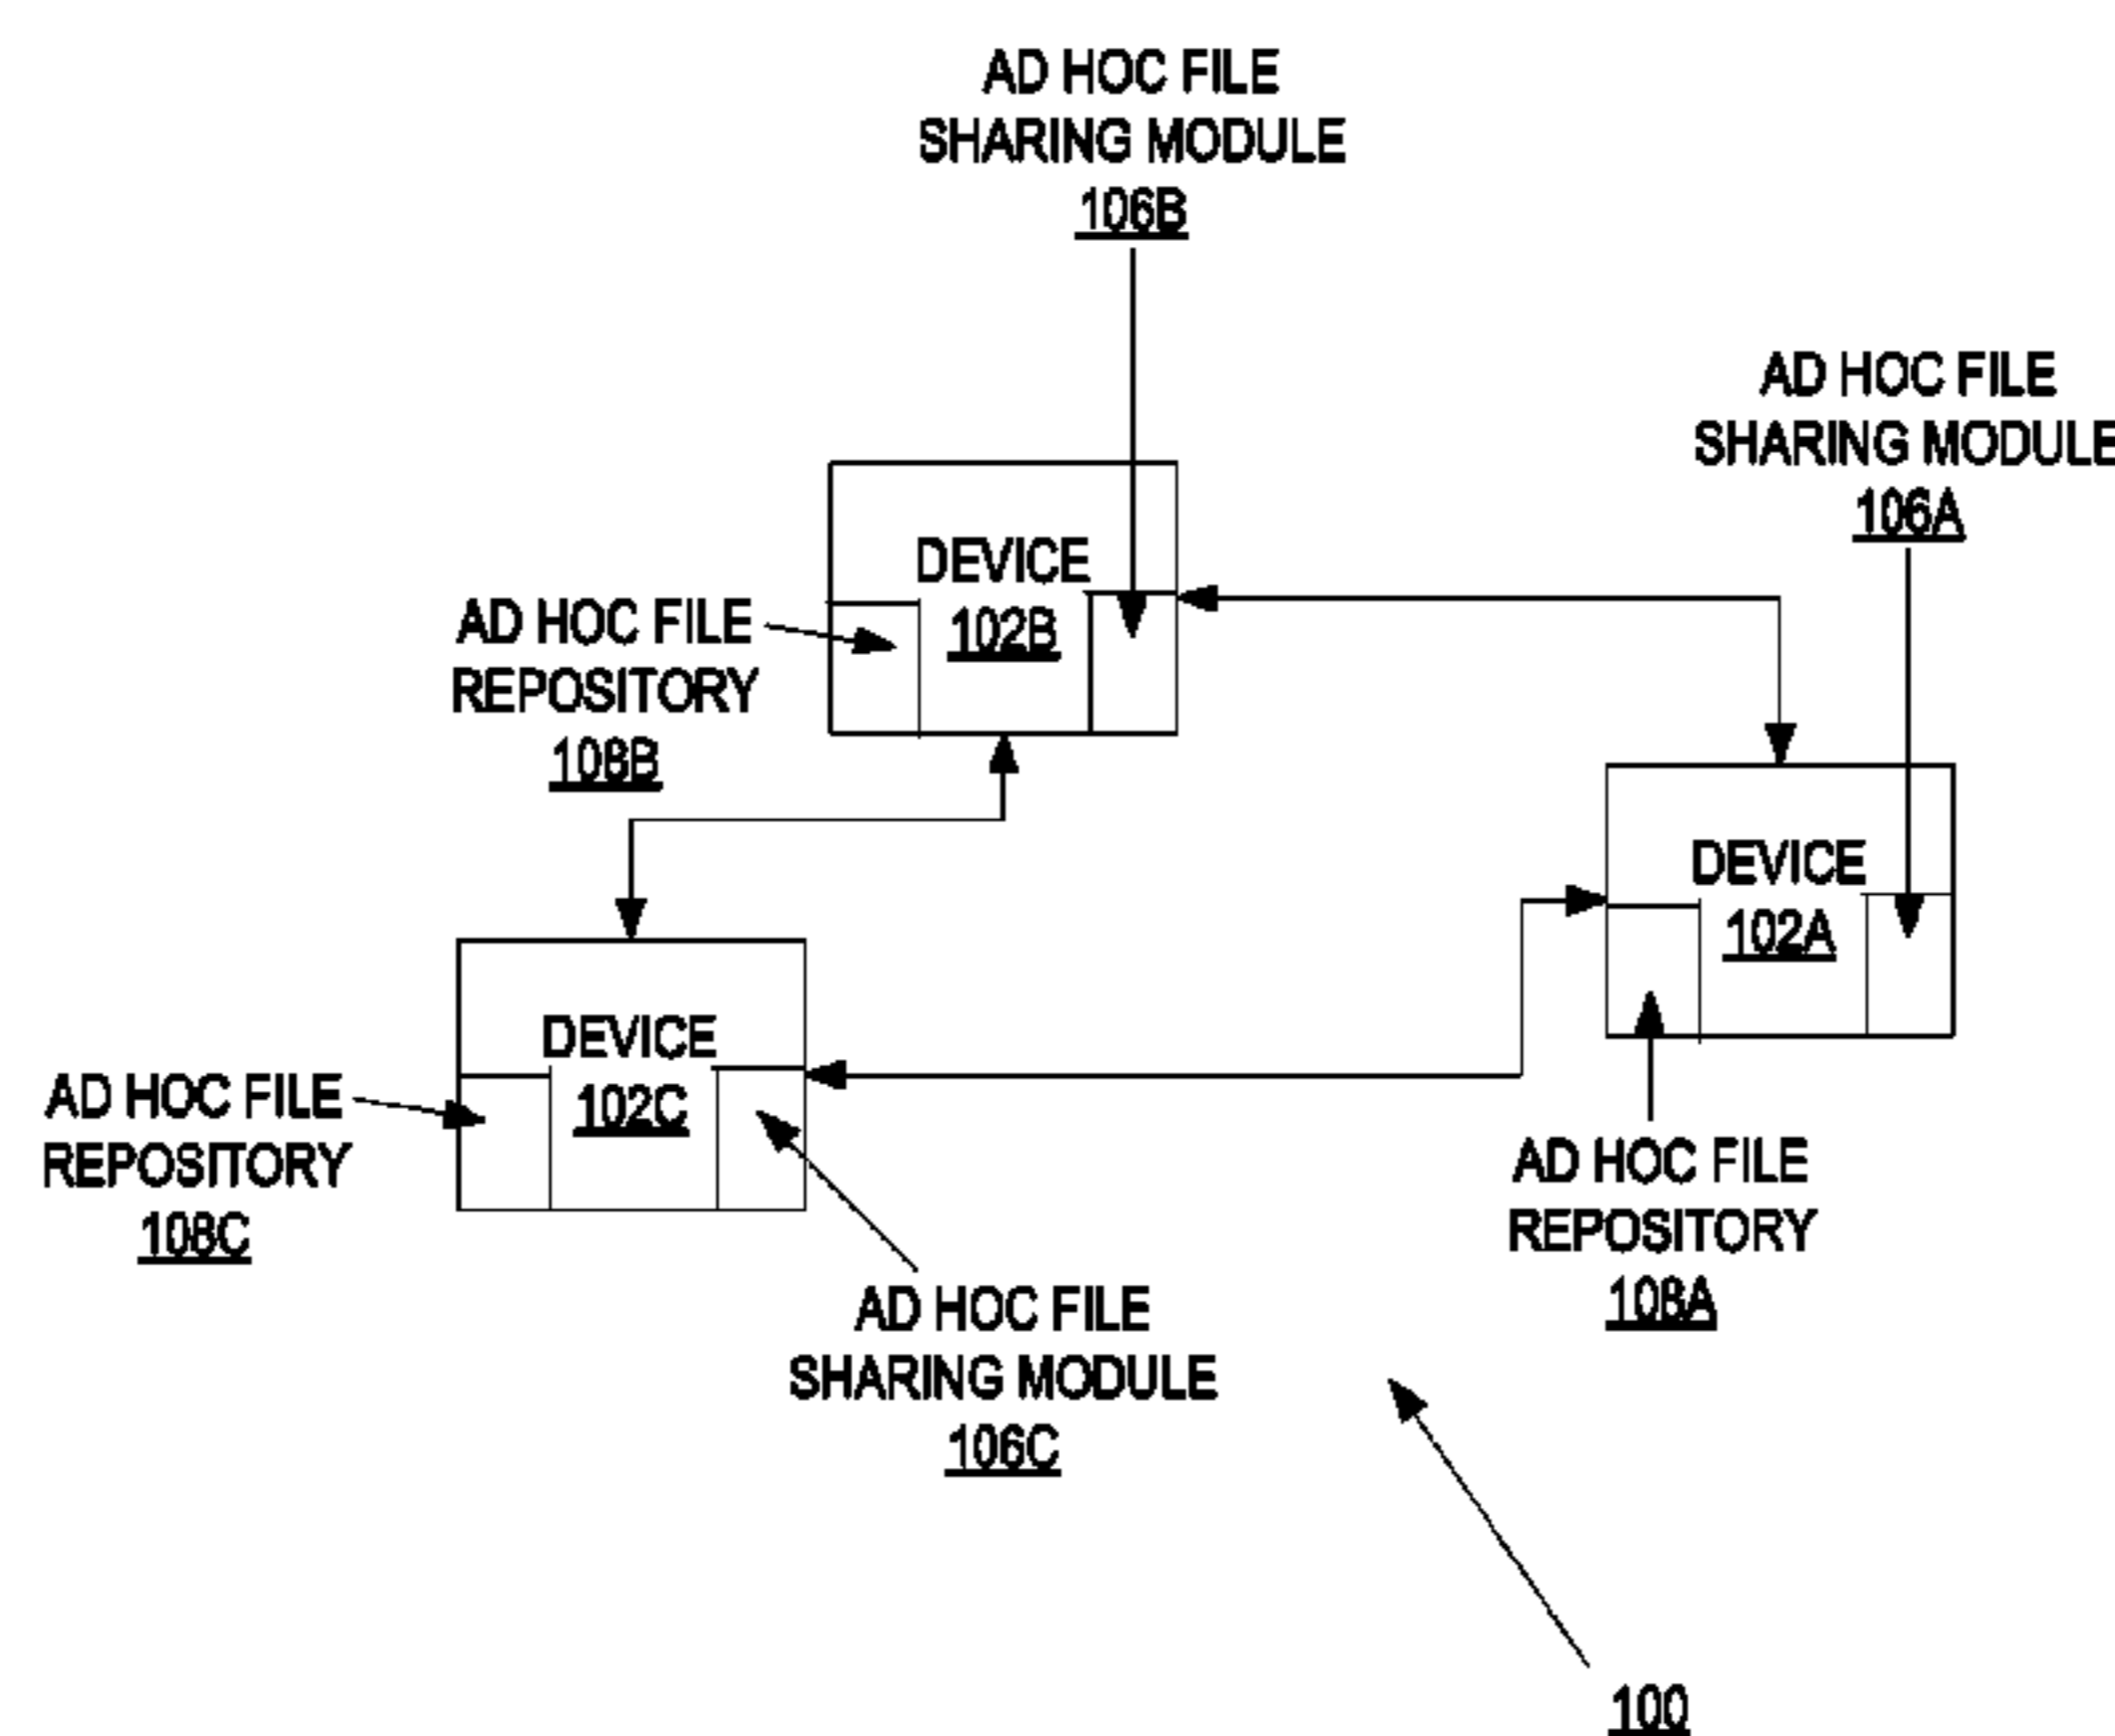 AD HOC FILE
SHARING MODULE
106B
AD HOC FILE
SHARING MODULE
106A
DEVICE
102B
AD HOC FILE
REPOSITORY
108B
DEVICE
102A
DEVICE
102C
AD HOC FILE
REPOSITORY
108C
AD HOC FILE
REPOSITORY
108A
AD HOC FILE
SHARING MODULE
106C
100